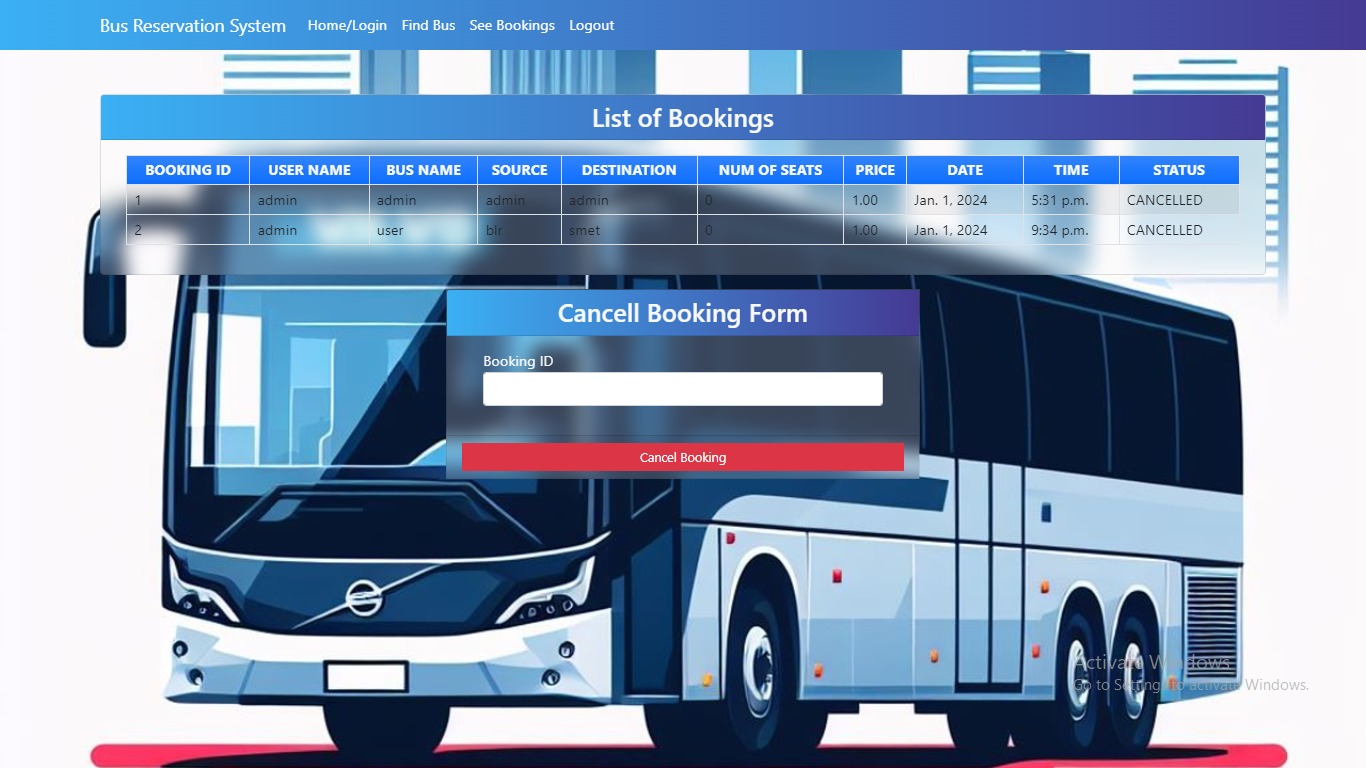 Bus Reservation System Home/Login Find Bus See Bookings Logout
List of Bookings
BOOKING ID USER NAME BUS NAME SOURCE DESTINATION NUM OF SEATS PRICE DATE TIME STATUS
1 admin admin admin admin 0 1.00 Jan. 1, 2024 5:31 p.m. CANCELLED
2 admin user blr smet 0 1.00 Jan. 1, 2024 9:34 p.m. CANCELLED
Cancell Booking Form
Booking ID
Cancel Booking
Activate Windows
Go to Settings to activate Windows.